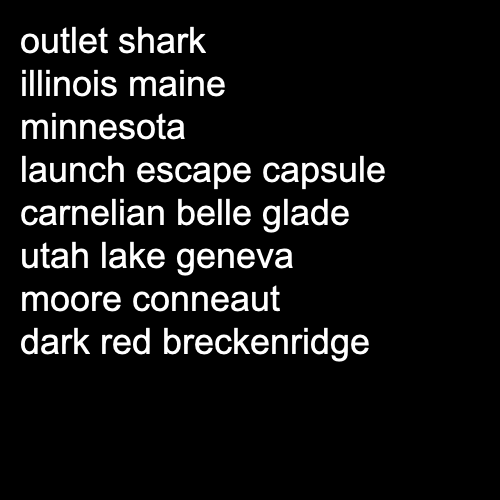 outlet shark
illinois maine
minnesota
launch escape capsule
carnelian belle glade
utah lake geneva
moore conneaut
dark red breckenridge